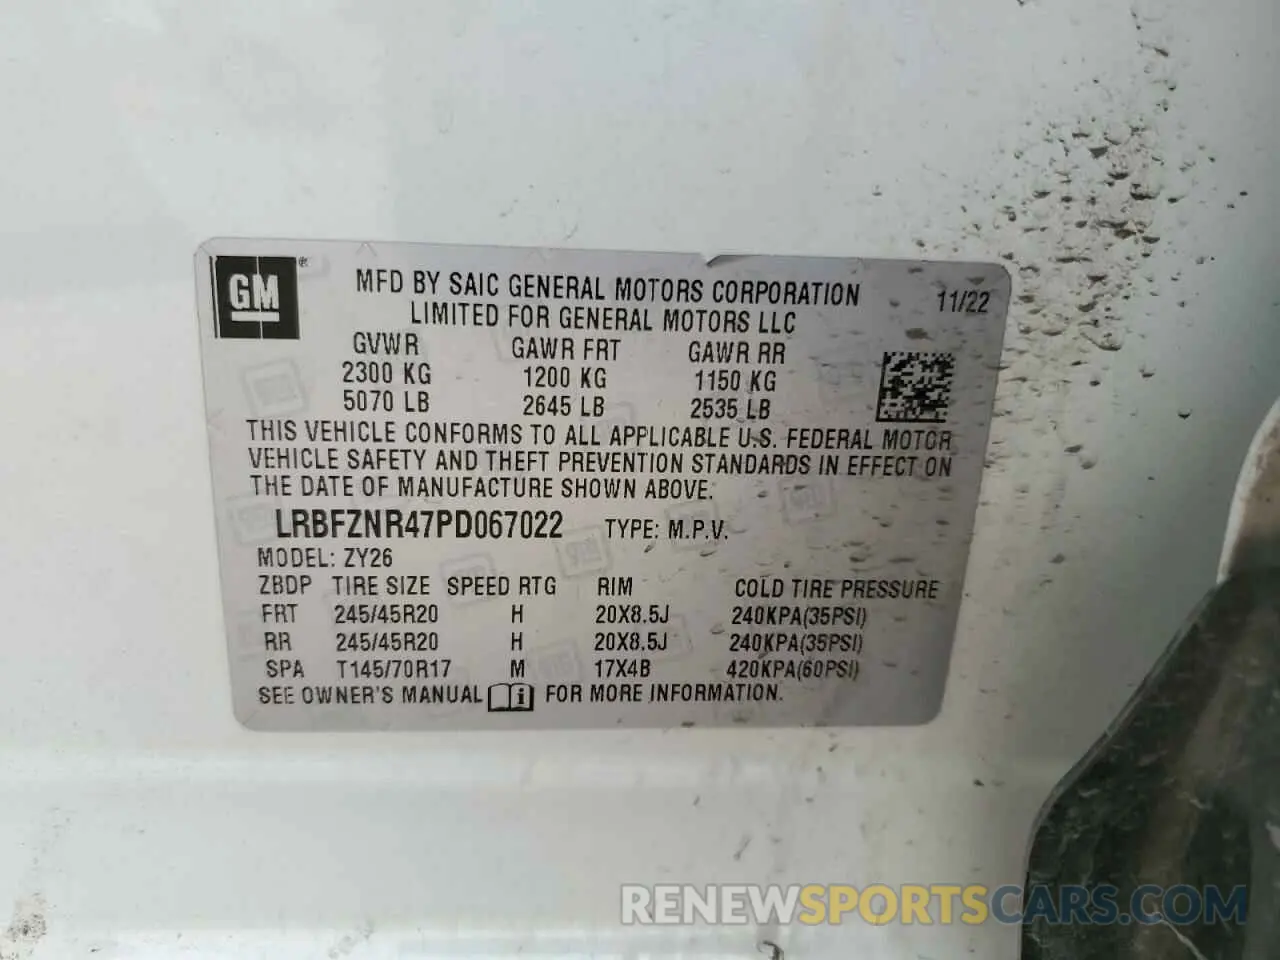 GM ® MFD BY SAIC GENERAL MOTORS CORPORATION 11/22
LIMITED FOR GENERAL MOTORS LLC
GVWR GAWR FRT GAWR RR
2300 KG 1200 KG 1150 KG
5070 LB 2645 LB 2535 LB
THIS VEHICLE CONFORMS TO ALL APPLICABLE U.S. FEDERAL MOTOR
VEHICLE SAFETY AND THEFT PREVENTION STANDARDS IN EFFECT ON
THE DATE OF MANUFACTURE SHOWN ABOVE.
LRBFZNR47PD067022 TYPE: M.P.V.
MODEL: ZY26
ZBDP TIRE SIZE SPEED RTG RIM COLD TIRE PRESSURE
FRT 245/45R20 H 20X8.5J 240KPA(35PSI)
RR 245/45R20 H 20X8.5J 240KPA(35PSI)
SPA T145/70R17 M 17X4B 420KPA(60PSI)
SEE OWNER'S MANUAL i FOR MORE INFORMATION.
RENEWSPORTSCARS.COM